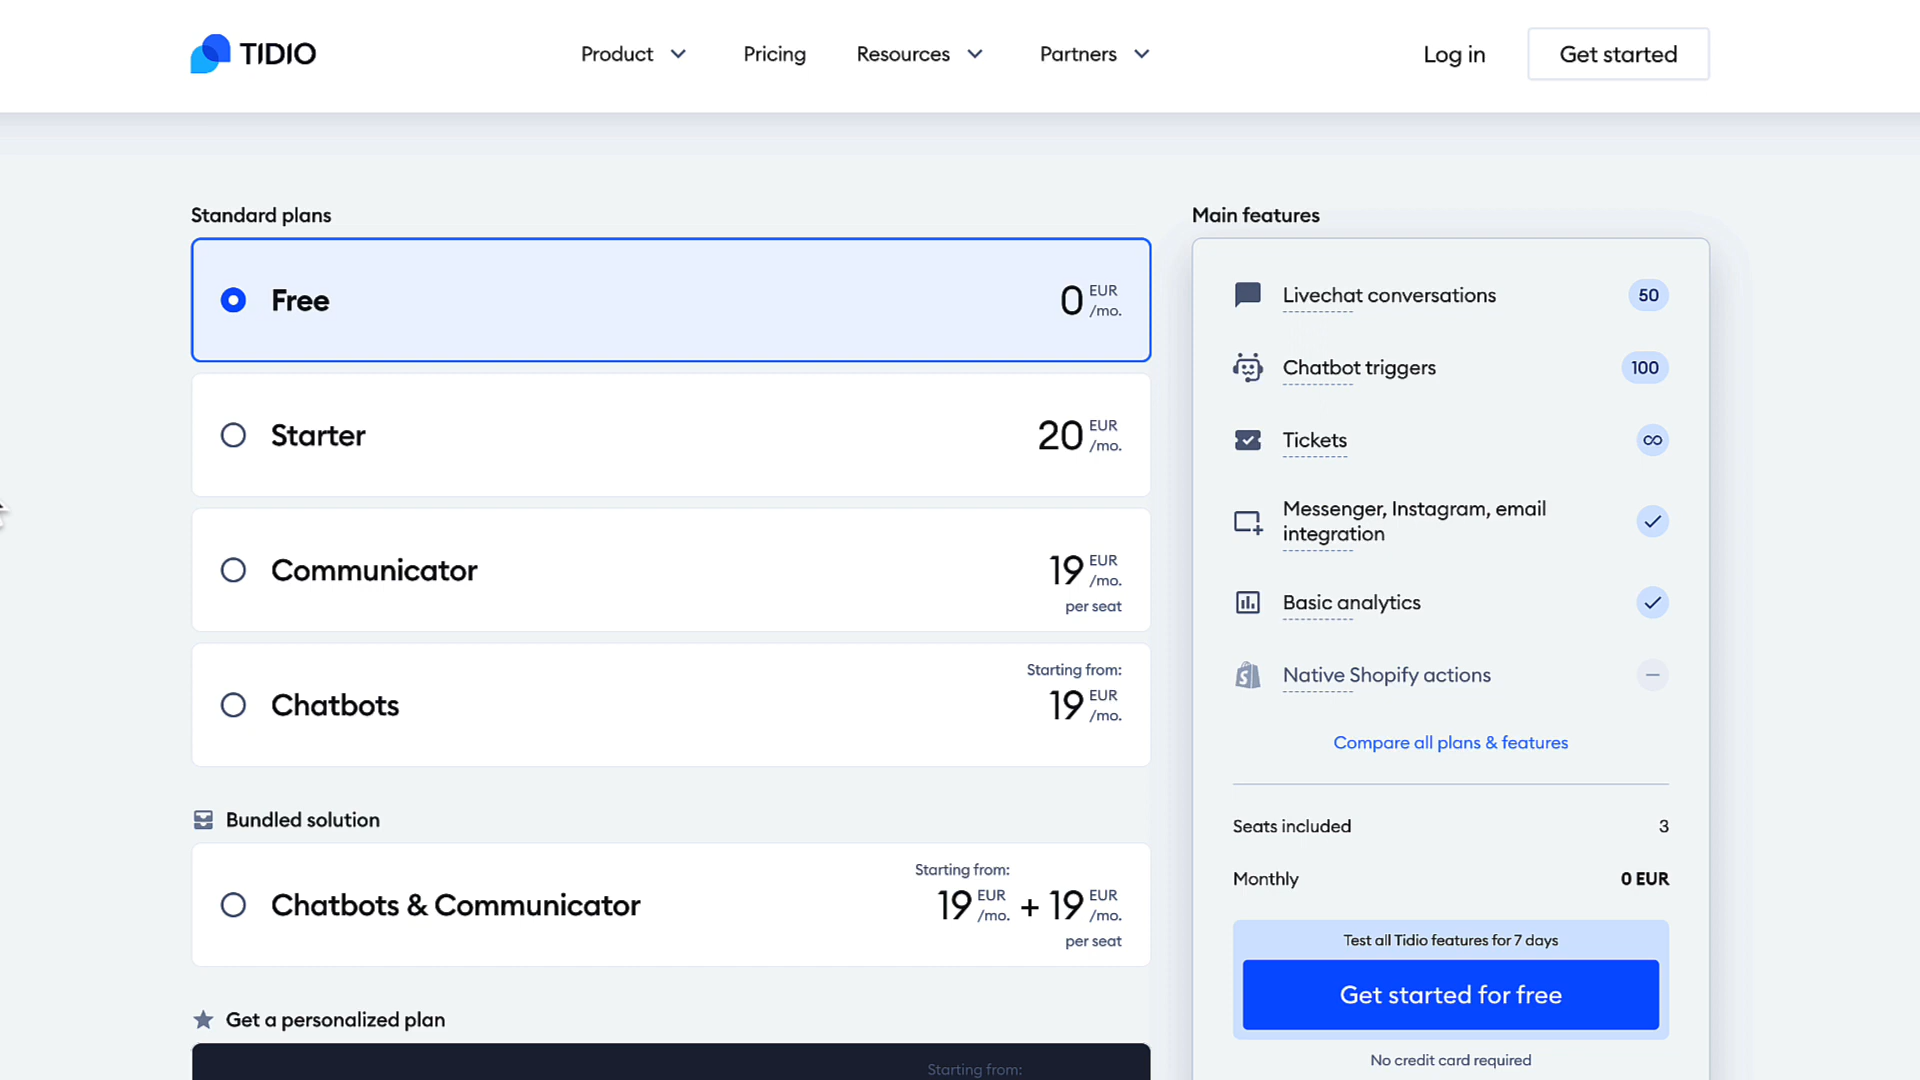 TIDIO
Product
Pricing
Resources
Partners
Log in
Get started
Standard plans
Free
0 EUR /mo.
Starter
20 EUR /mo.
Communicator
19 EUR /mo.
per seat
Chatbots
Starting from:
19 EUR /mo.
Bundled solution
Chatbots & Communicator
Starting from:
19 EUR /mo. + 19 EUR /mo.
per seat
Get a personalized plan
Starting from:
Main features
Livechat conversations 50
Chatbot triggers 100
Tickets ∞
Messenger, Instagram, email
integration
Basic analytics
Native Shopify actions
Compare all plans & features
Seats included 3
Monthly 0 EUR
Test all Tidio features for 7 days
Get started for free
No credit card required